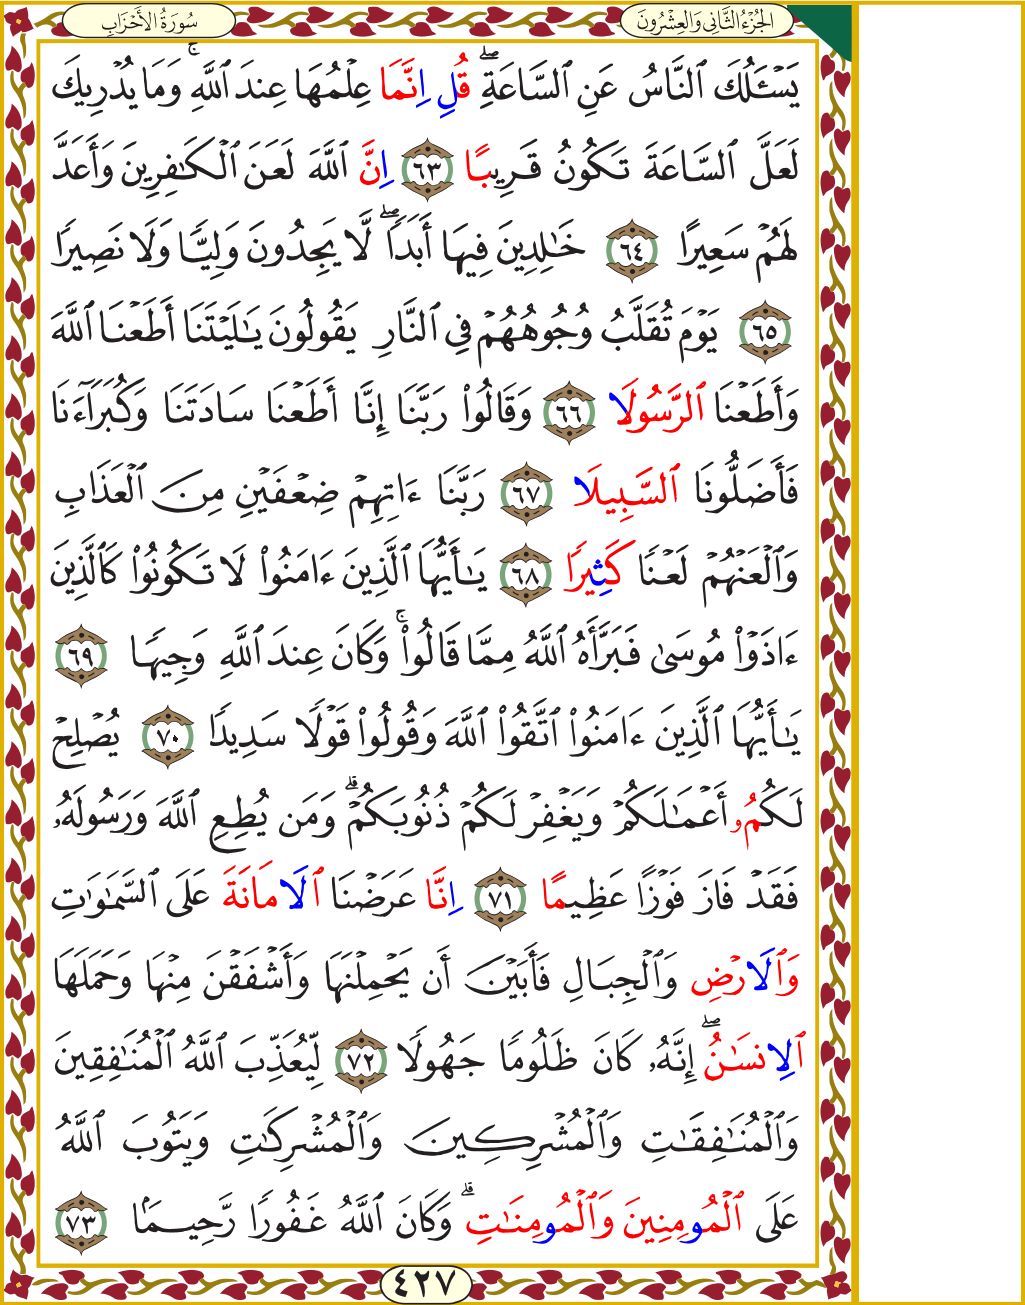 الجُزْءُ الثَّانِي وَالعِشْرُونَ
سُورَةُ الأَحْزَابِ
يَسْـَٔلُكَ ٱلنَّاسُ عَنِ ٱلسَّاعَةِۖ قُلِ اِنَّمَا عِلْمُهَا عِندَ ٱللَّهِۚ وَمَا يُدْرِيكَ
لَعَلَّ ٱلسَّاعَةَ تَكُونُ قَرِيبًا ٦٣ اِنَّ ٱللَّهَ لَعَنَ ٱلْكَٰفِرِينَ وَأَعَدَّ
لَهُمْ سَعِيرًا ٦٤ خَٰلِدِينَ فِيهَا أَبَدًاۖ لَّا يَجِدُونَ وَلِيًّا وَلَا نَصِيرًا
٦٥ يَوْمَ تُقَلَّبُ وُجُوهُهُمْ فِي ٱلنَّارِ يَقُولُونَ يَٰلَيْتَنَا أَطَعْنَا ٱللَّهَ
وَأَطَعْنَا ٱلرَّسُولَا ٦٦ وَقَالُوا۟ رَبَّنَا إِنَّا أَطَعْنَا سَادَتَنَا وَكُبَرَآءَنَا
فَأَضَلُّونَا ٱلسَّبِيلَا ٦٧ رَبَّنَا ءَاتِهِمْ ضِعْفَيْنِ مِنَ ٱلْعَذَابِ
وَٱلْعَنْهُمْ لَعْنًا كَثِيرًا ٦٨ يَٰأَيُّهَا ٱلَّذِينَ ءَامَنُوا۟ لَا تَكُونُوا۟ كَٱلَّذِينَ
ءَاذَوْا۟ مُوسَىٰ فَبَرَّأَهُ ٱللَّهُ مِمَّا قَالُوا۟ۚ وَكَانَ عِندَ ٱللَّهِ وَجِيهًا ٦٩
يَٰأَيُّهَا ٱلَّذِينَ ءَامَنُوا۟ ٱتَّقُوا۟ ٱللَّهَ وَقُولُوا۟ قَوْلًا سَدِيدًا ٧٠ يُصْلِحْ
لَكُمُۥ أَعْمَٰلَكُمْ وَيَغْفِرْ لَكُمْ ذُنُوبَكُمْۗ وَمَن يُطِعِ ٱللَّهَ وَرَسُولَهُۥ
فَقَدْ فَازَ فَوْزًا عَظِيمًا ٧١ اِنَّا عَرَضْنَا ٱلَامَانَةَ عَلَى ٱلسَّمَٰوَٰتِ
وَٱلَارْضِ وَٱلْجِبَالِ فَأَبَيْنَ أَن يَحْمِلْنَهَا وَأَشْفَقْنَ مِنْهَا وَحَمَلَهَا
ٱلِانسَٰنُۖ إِنَّهُۥ كَانَ ظَلُومًا جَهُولًا ٧٢ لِّيُعَذِّبَ ٱللَّهُ ٱلْمُنَٰفِقِينَ
وَٱلْمُنَٰفِقَٰتِ وَٱلْمُشْرِكِينَ وَٱلْمُشْرِكَٰتِ وَيَتُوبَ ٱللَّهُ
عَلَى ٱلْمُومِنِينَ وَٱلْمُومِنَٰتِۗ وَكَانَ ٱللَّهُ غَفُورًا رَّحِيمًا ٧٣
٤٢٧